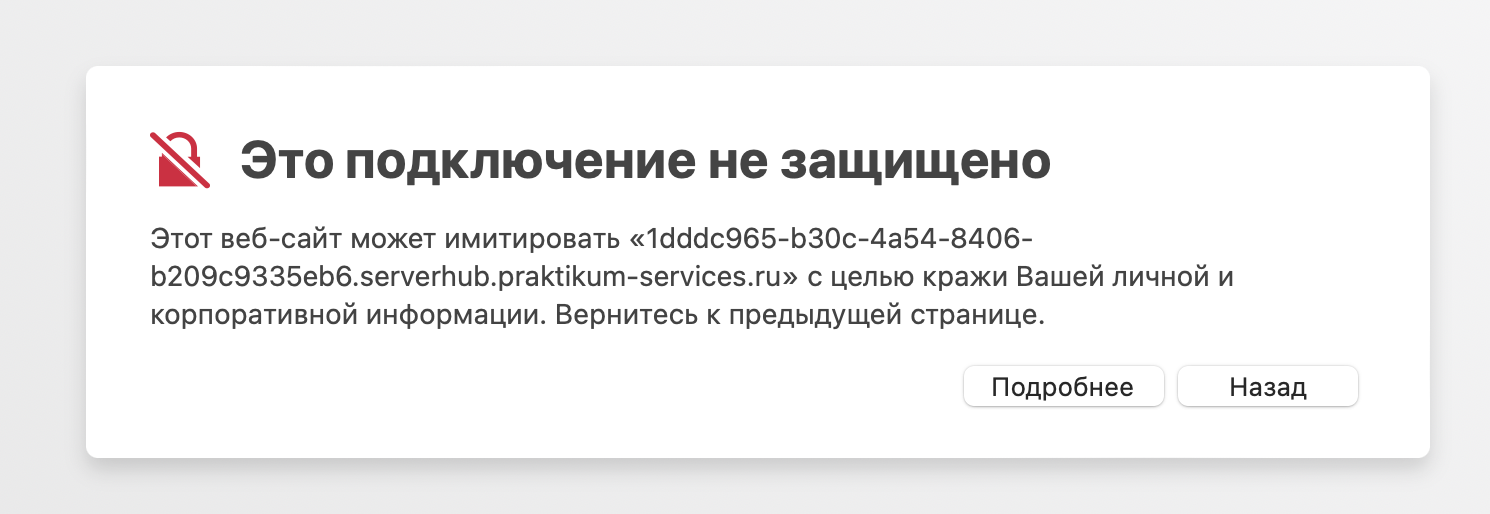 Это подключение не защищено
Этот веб-сайт может имитировать «1dddc965-b30c-4a54-8406-
b209c9335eb6.serverhub.praktikum-services.ru» с целью кражи Вашей личной и
корпоративной информации. Вернитесь к предыдущей странице.
Подробнее
Назад